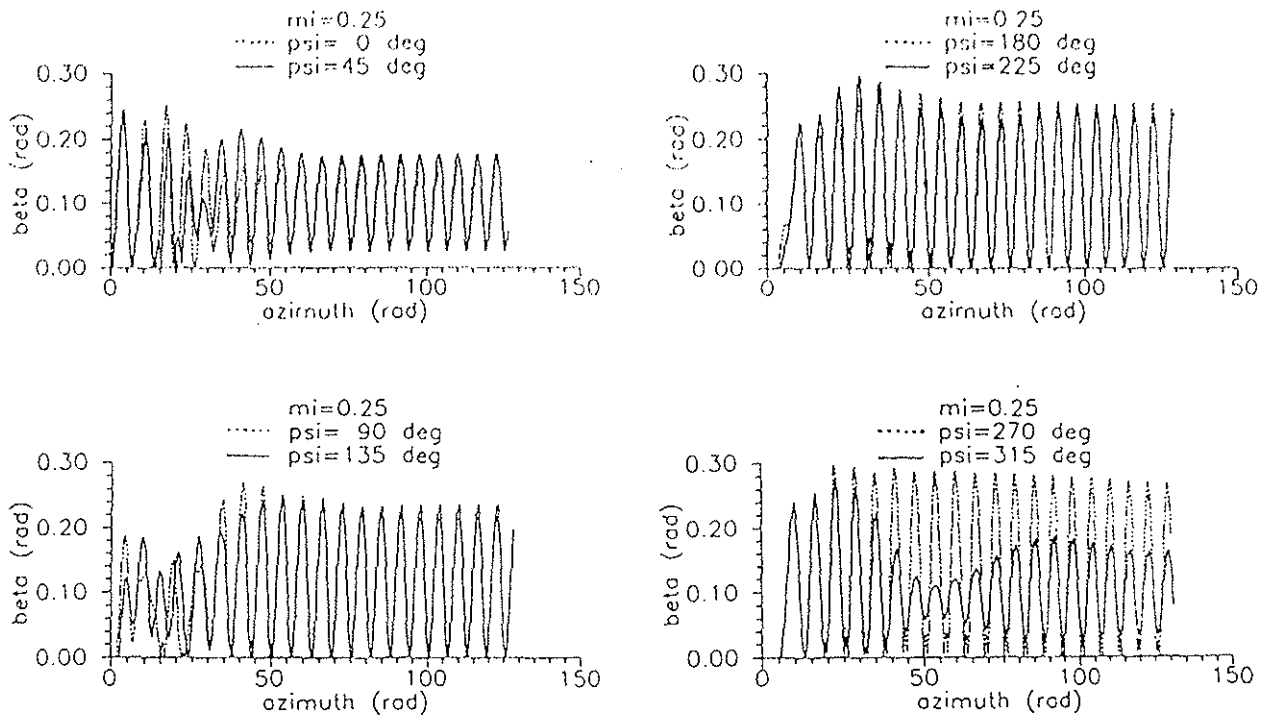 mi=0.25
psi= 0 deg
psi=45 deg
0.30
0.20
0.10
0.00
beta (rad)
0
50
100
150
azimuth (rad)
mi=0.25
psi=180 deg
psi=225 deg
0.30
0.20
0.10
0.00
beta (rad)
0
50
100
150
azimuth (rad)
mi=0.25
psi= 90 deg
psi=135 deg
0.30
0.20
0.10
0.00
beta (rad)
0
50
100
150
azimuth (rad)
mi=0.25
psi=270 deg
psi=315 deg
0.30
0.20
0.10
0.00
beta (rad)
0
50
100
150
azimuth (rad)